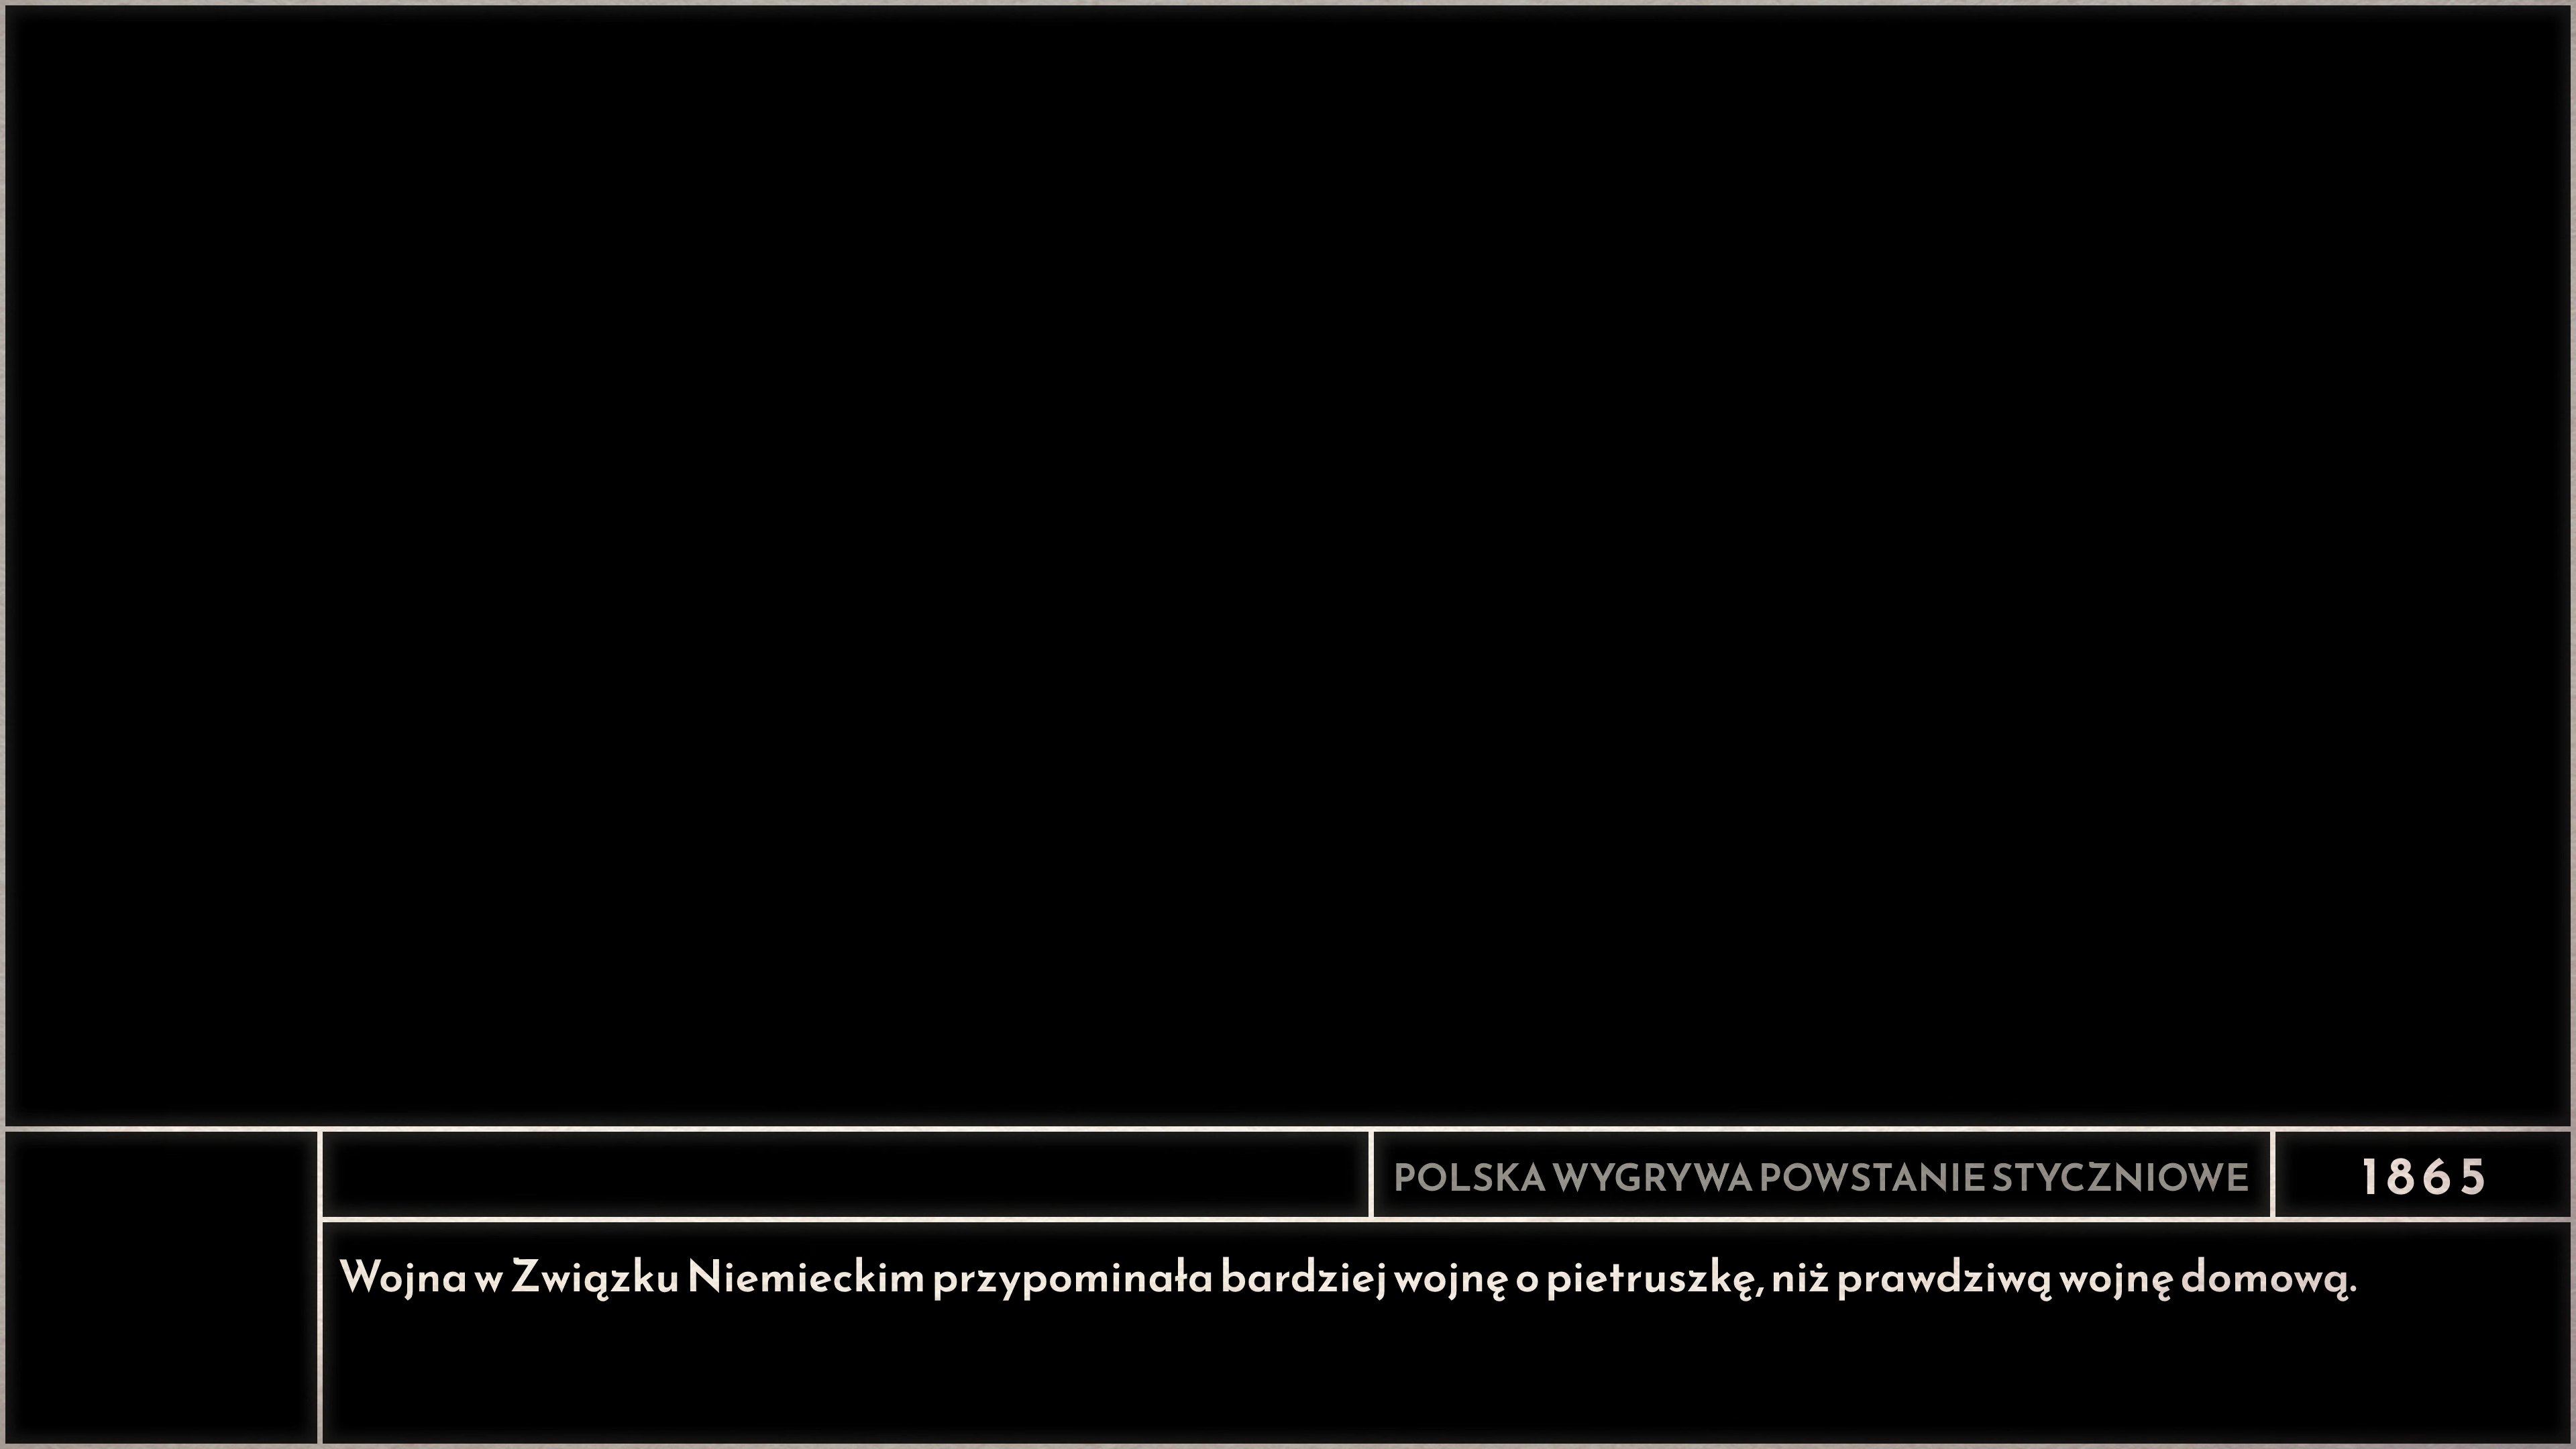 POLSKA WYGRYWA POWSTANIE STYCZNIOWE
1865
Wojna w Związku Niemieckim przypominała bardziej wojnę o pietruszkę, niż prawdziwą wojnę domową.